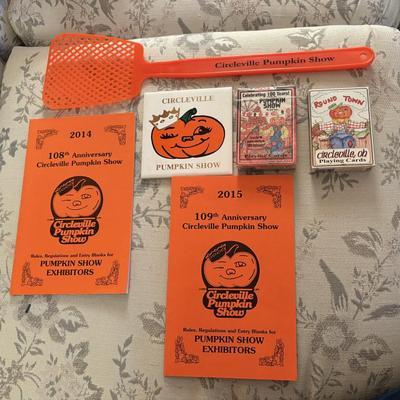 Circleville Pumpkin Show
CIRCLEVILLE
PUMPKIN SHOW
Celebrating 100 Years!
PUMPKIN
SHOW
Playing Cards
ROUND TOWN
Circleville, oh
Playing Cards
2014
108th Anniversary
Circleville Pumpkin Show
Circleville
Pumpkin
Show
Rules, Regulations and Entry Blanks for
PUMPKIN SHOW
EXHIBITORS
2015
109th Anniversary
Circleville Pumpkin Show
Circleville
Pumpkin
Show
Rules, Regulations and Entry Blanks for
PUMPKIN SHOW
EXHIBITORS